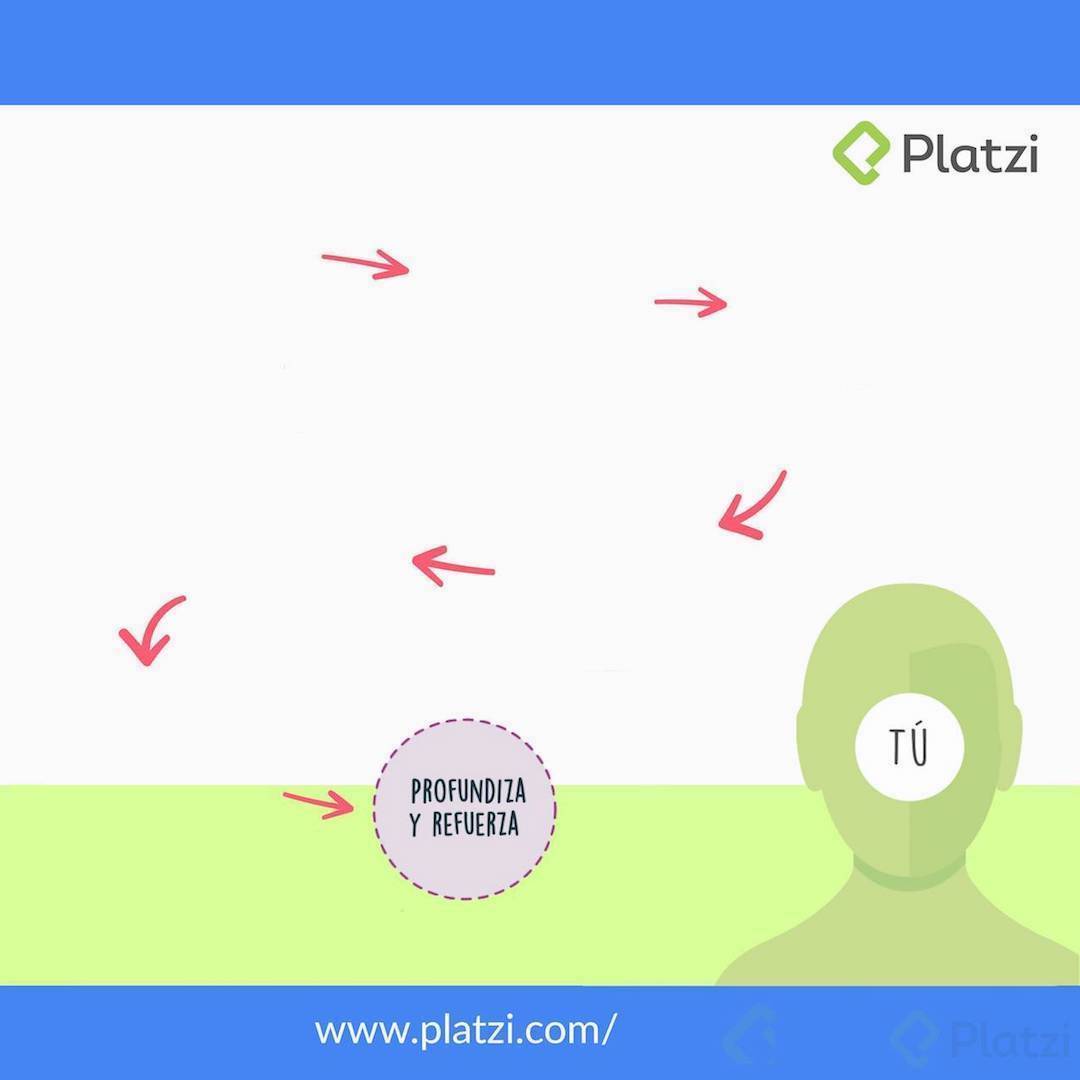 Platzi
PROFUNDIZA
Y REFUERZA
TÚ
www.platzi.com/
Platzi